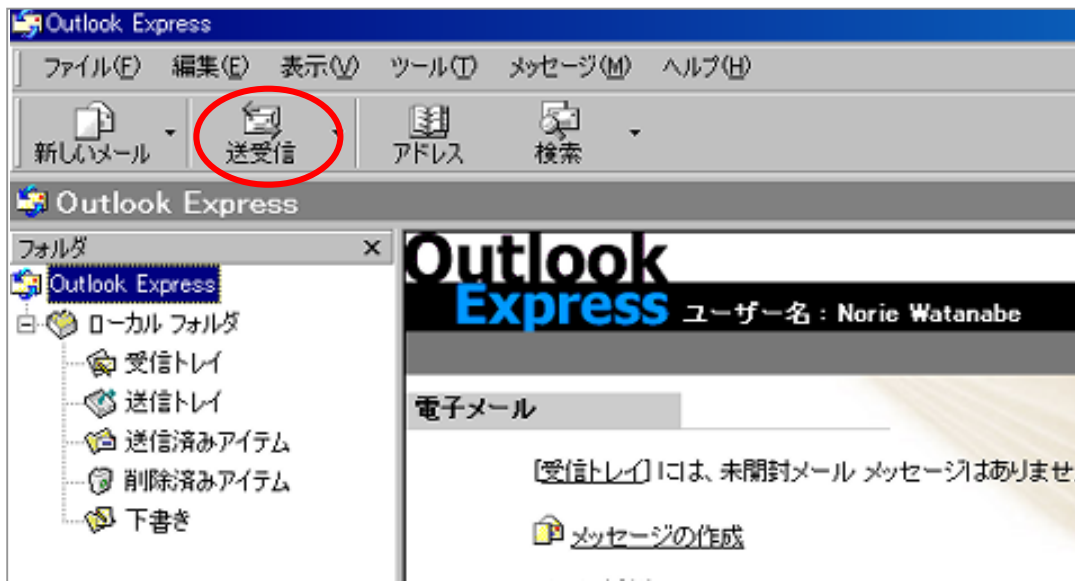 Outlook Express
ファイル(F) 編集(E) 表示(V) ツール(T) メッセージ(M) ヘルプ(H)
新しいメール 送受信 アドレス 検索
Outlook Express
フォルダ ×
Outlook Express
ローカル フォルダ
受信トレイ
送信トレイ
送信済みアイテム
削除済みアイテム
下書き
Outlook
Express ユーザー名 : Norie Watanabe
電子メール
[受信トレイ] には、未開封メール メッセージはありませ
メッセージの作成